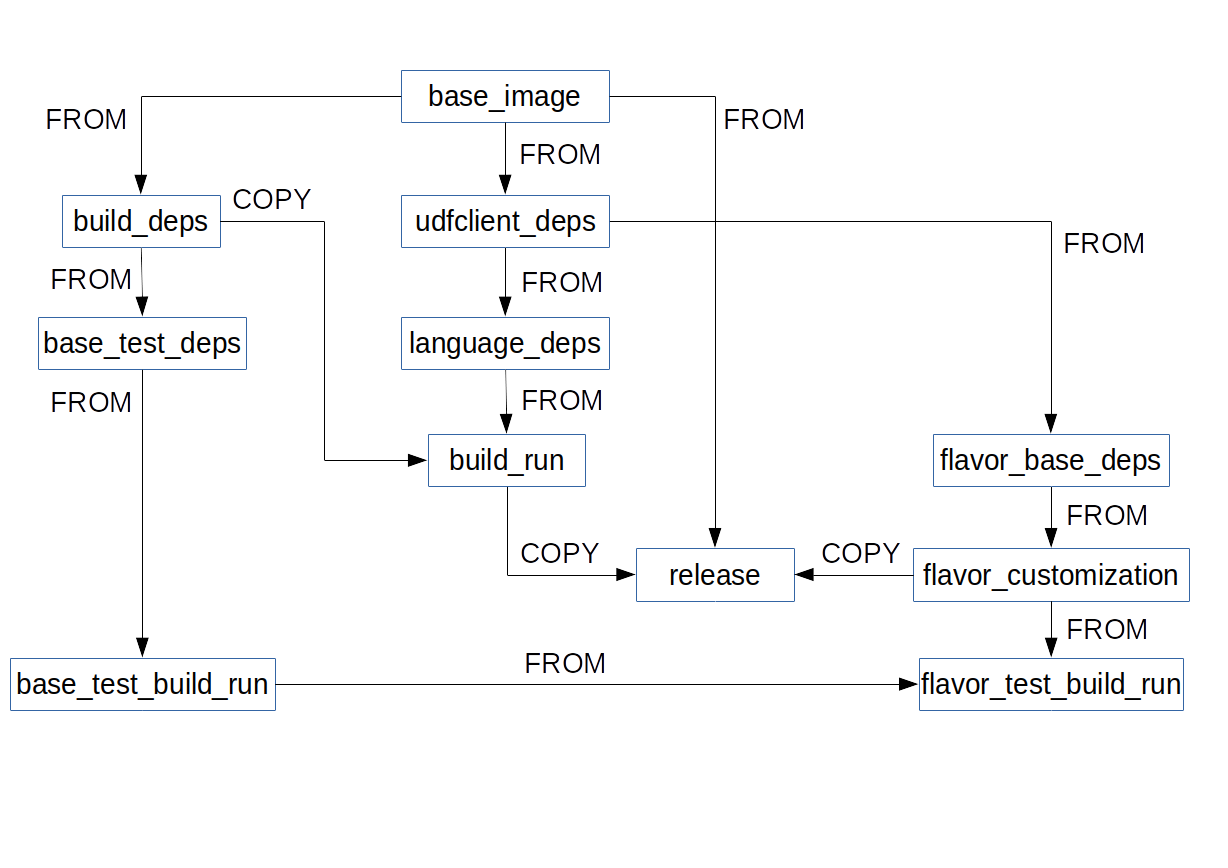 base_image
FROM
FROM
FROM
build_deps
COPY
udfclient_deps
FROM
FROM
FROM
base_test_deps
language_deps
FROM
FROM
build_run
flavor_base_deps
FROM
COPY
release
COPY
flavor_customization
FROM
base_test_build_run
FROM
flavor_test_build_run